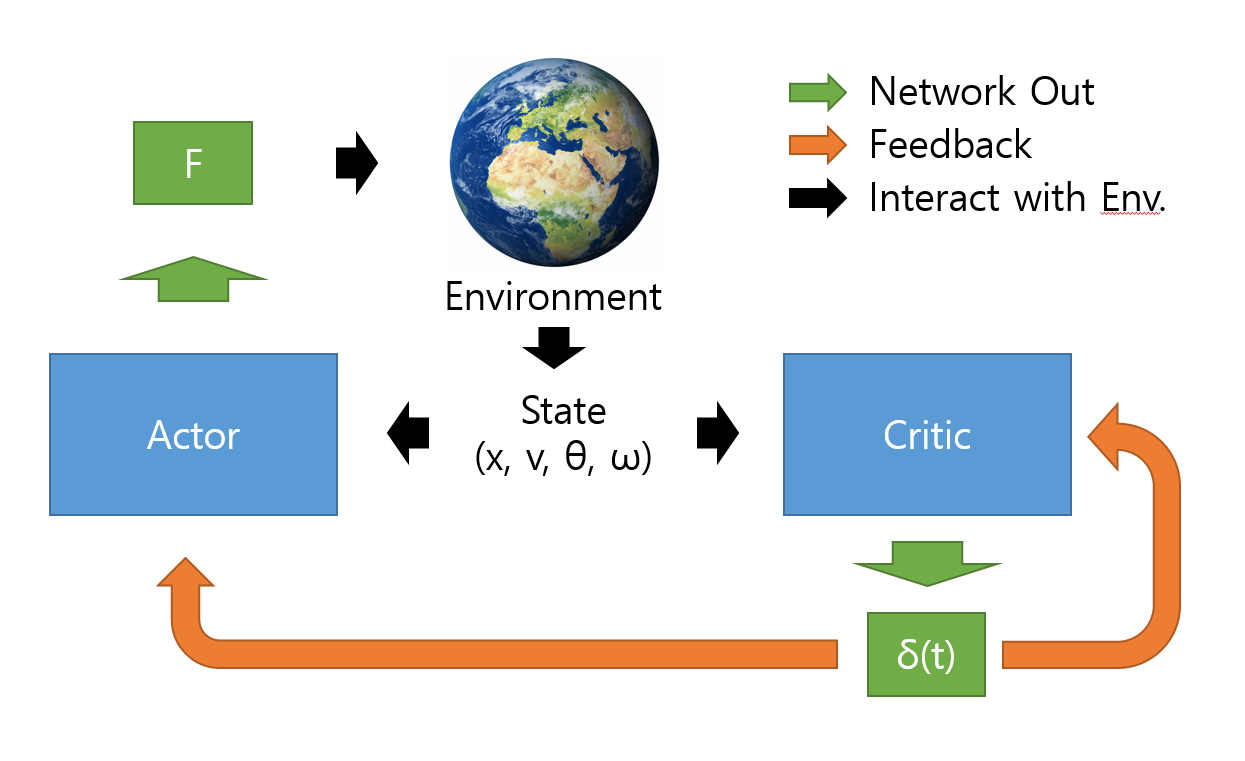 F
Network Out
Feedback
Interact with Env.
Environment
Actor
State
(x, v, θ, ω)
Critic
δ(t)